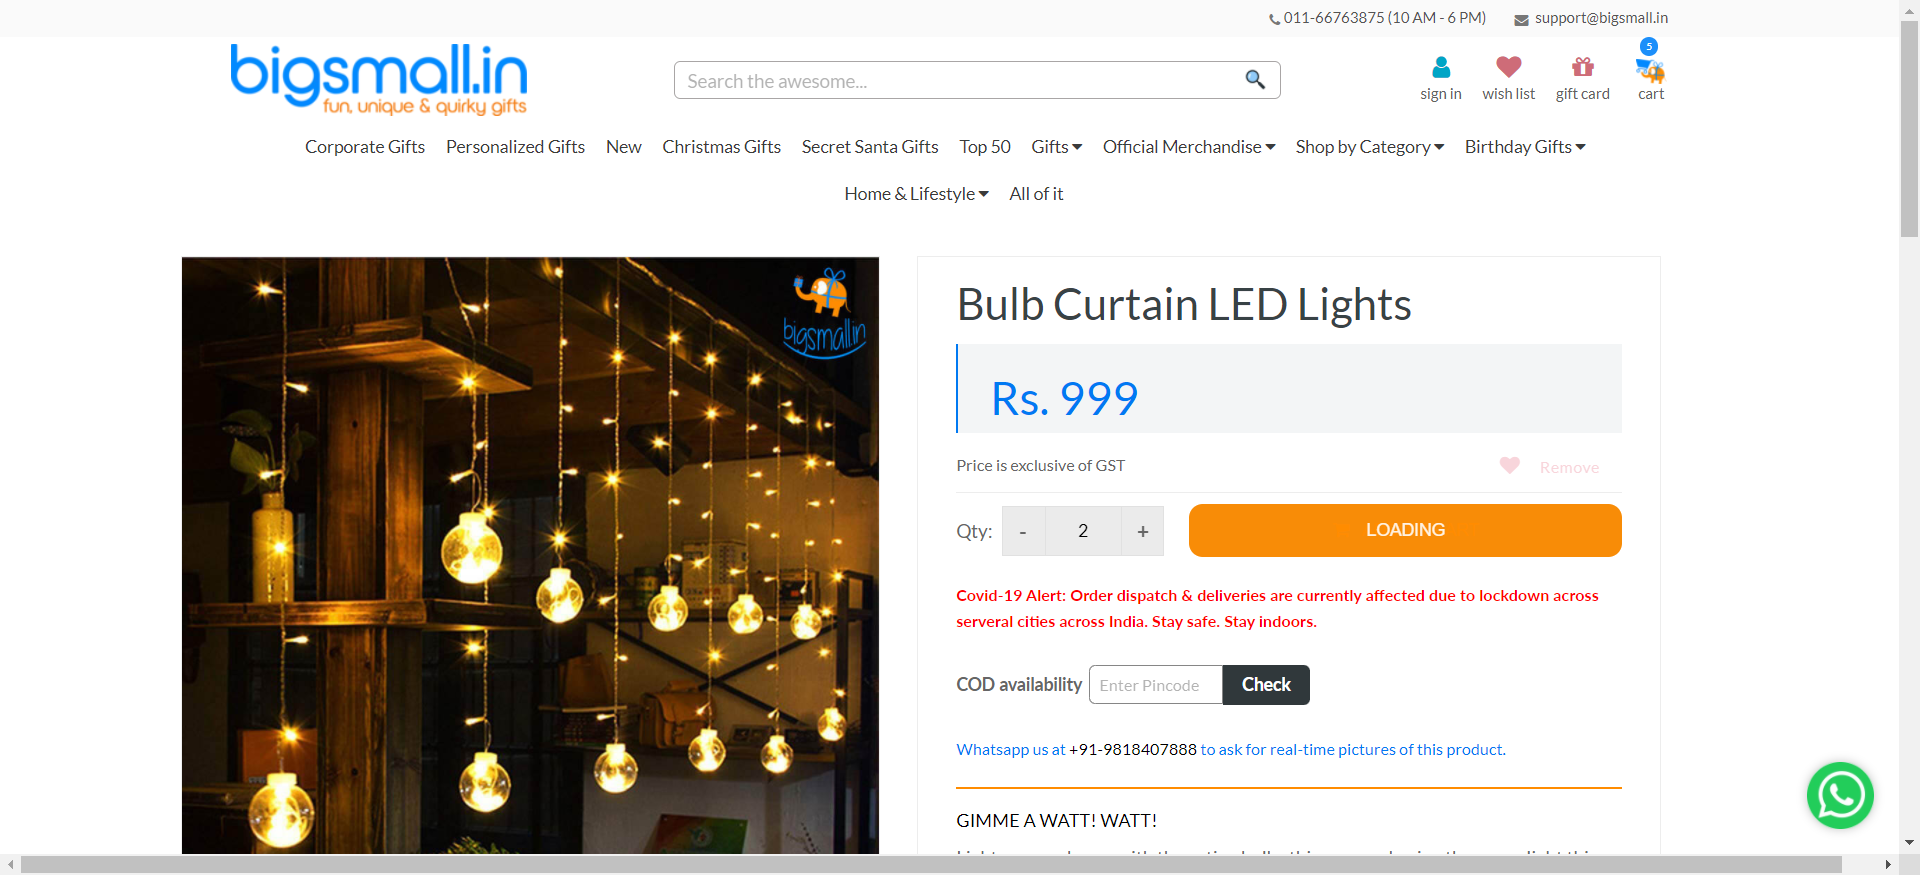 011-66763875 (10 AM - 6 PM) support@bigsmall.in
bigsmall.in
fun, unique & quirky gifts
Search the awesome...
5
sign in wish list gift card cart
Corporate Gifts Personalized Gifts New Christmas Gifts Secret Santa Gifts Top 50 Gifts Official Merchandise Shop by Category Birthday Gifts
Home & Lifestyle All of it
bigsmall.in
Bulb Curtain LED Lights
Rs. 999
Price is exclusive of GST
Remove
Qty: - 2 + LOADING
Covid-19 Alert: Order dispatch & deliveries are currently affected due to lockdown across
serveral cities across India. Stay safe. Stay indoors.
COD availability Enter Pincode Check
Whatsapp us at +91-9818407888 to ask for real-time pictures of this product.
GIMME A WATT! WATT!